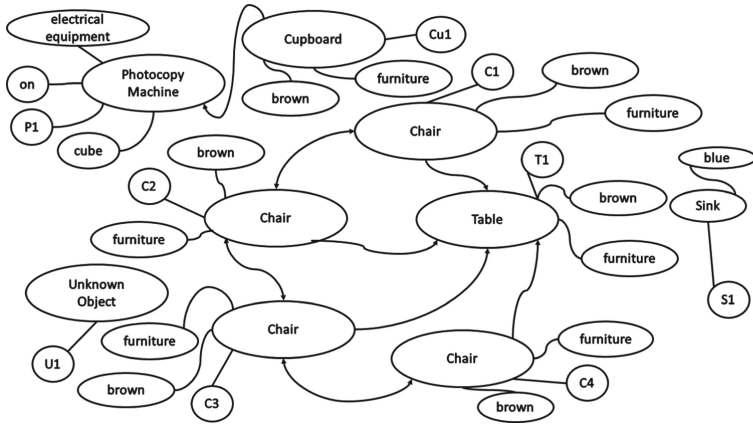 electrical
equipment
Cupboard
Cu1
on
Photocopy
Machine
furniture
C1
brown
brown
P1
cube
Chair
furniture
brown
T1
blue
C2
Chair
Table
brown
Sink
furniture
furniture
Unknown
Object
S1
furniture
Chair
furniture
U1
Chair
brown
C3
C4
brown